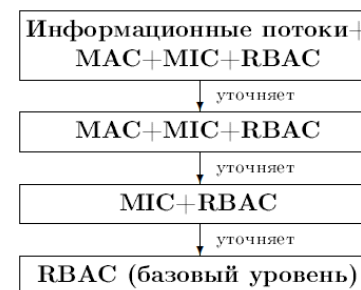 Информационные потоки+
MAC+MIC+RBAC
уточняет
MAC+MIC+RBAC
уточняет
MIC+RBAC
уточняет
RBAC (базовый уровень)